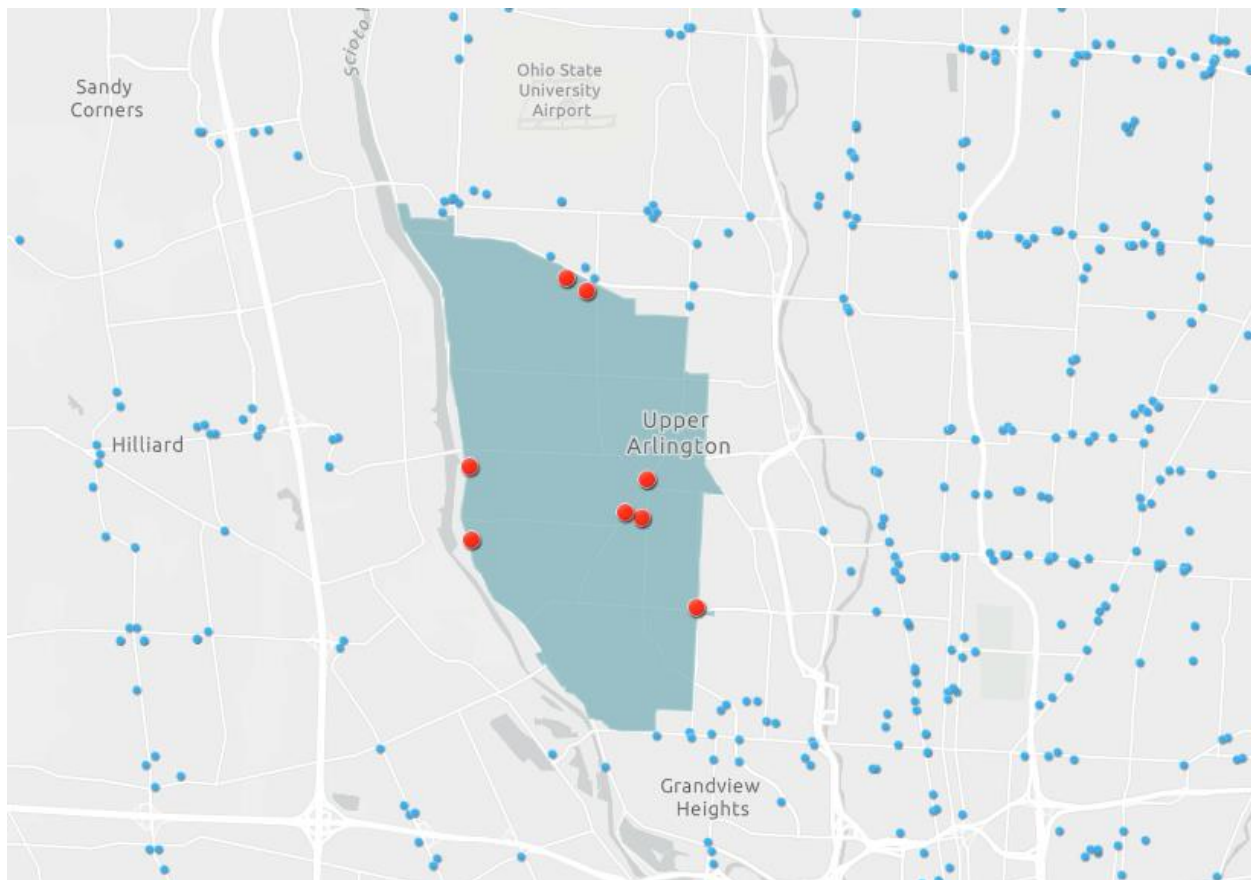 Scioto
Ohio State
University
Airport
Sandy
Corners
Upper
Arlington
Hilliard
Grandview
Heights